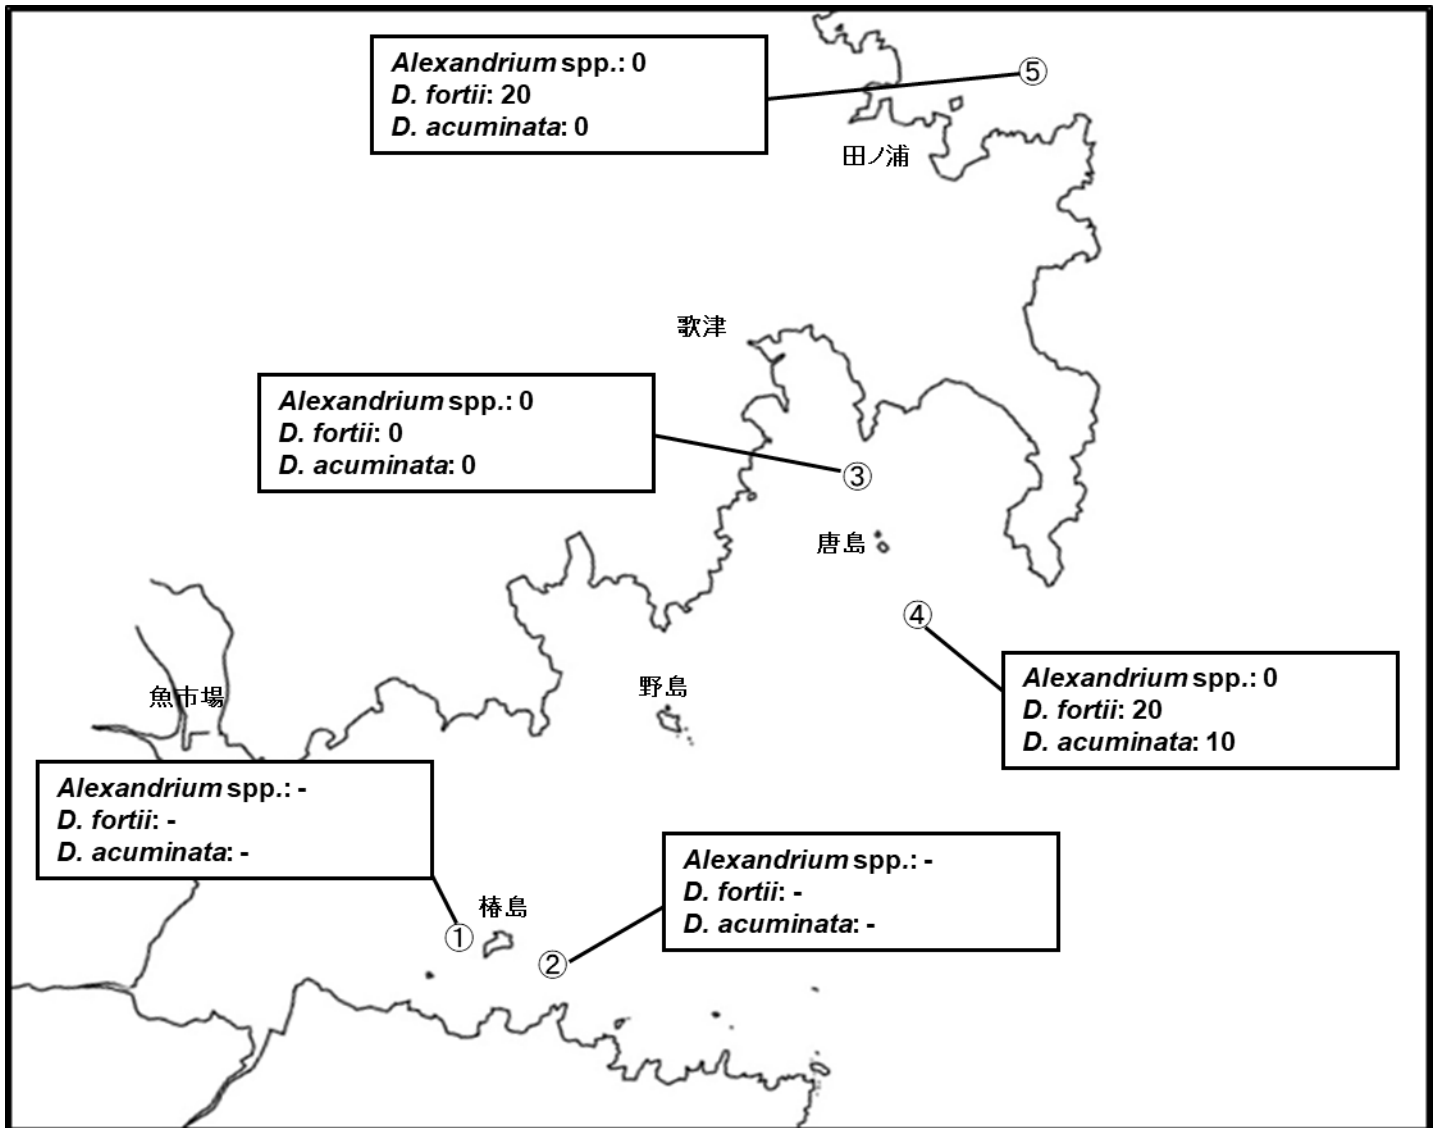 Alexandrium spp.: 0
D. fortii: 20
D. acuminata: 0
⑤
田ノ浦
歌津
Alexandrium spp.: 0
D. fortii: 0
D. acuminata: 0
③
唐島
④
Alexandrium spp.: 0
D. fortii: 20
D. acuminata: 10
野島
魚市場
Alexandrium spp.: -
D. fortii: -
D. acuminata: -
①
椿島
②
Alexandrium spp.: -
D. fortii: -
D. acuminata: -